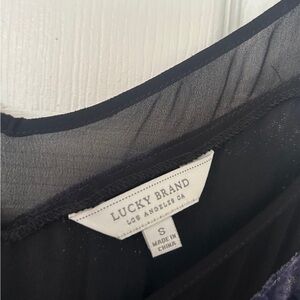 LUCKY BRAND
LOS ANGELES CA
S
MADE IN
CHINA